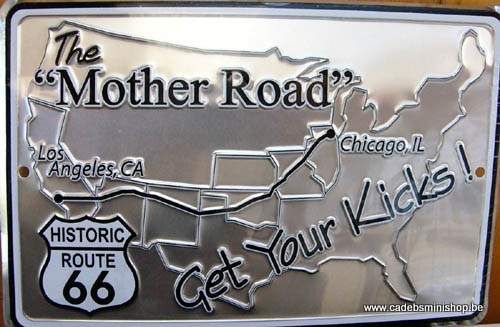 The
"Mother Road"
Los
Angeles, CA
Chicago, IL
Get Your Kicks!
HISTORIC
ROUTE
66
www.cadebsminishop.be